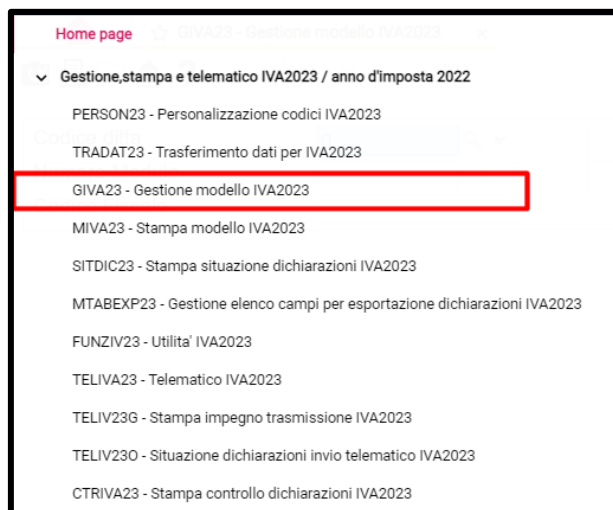 Home page ☆ GIVA23 - Gestione modello IVA2023 ×
Gestione,stampa e telematico IVA2023 / anno d'imposta 2022
PERSON23 - Personalizzazione codici IVA2023
Codice ditta
TRADAT23 - Trasferimento dati per IVA2023
GIVA23 - Gestione modello IVA2023
MIVA23 - Stampa modello IVA2023
SITDIC23 - Stampa situazione dichiarazioni IVA2023
MTABEXP23 - Gestione elenco campi per esportazione dichiarazioni IVA2023
FUNZIV23 - Utilita' IVA2023
TELIVA23 - Telematico IVA2023
TELIV23G - Stampa impegno trasmissione IVA2023
TELIV23O - Situazione dichiarazioni invio telematico IVA2023
CTRIVA23 - Stampa controllo dichiarazioni IVA2023